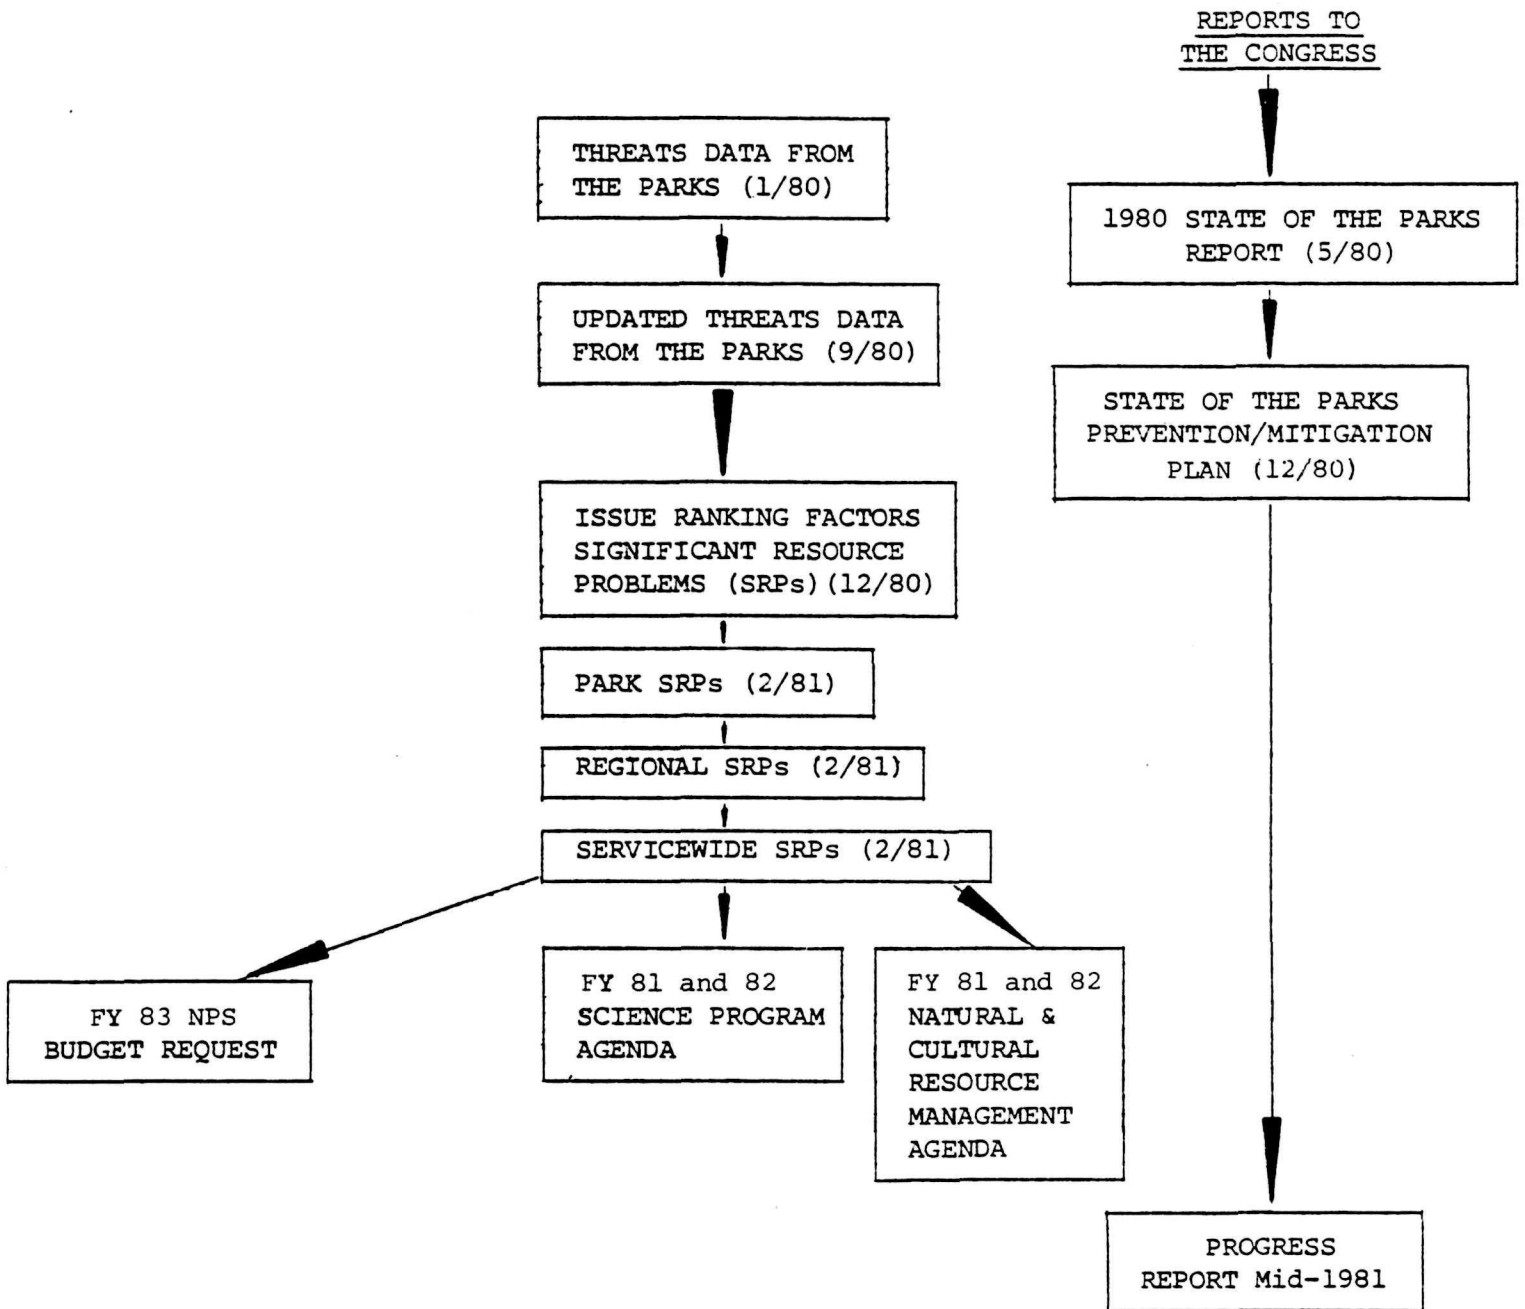 REPORTS TO
THE CONGRESS
THREATS DATA FROM
THE PARKS (1/80)
1980 STATE OF THE PARKS
REPORT (5/80)
UPDATED THREATS DATA
FROM THE PARKS (9/80)
STATE OF THE PARKS
PREVENTION/MITIGATION
PLAN (12/80)
ISSUE RANKING FACTORS
SIGNIFICANT RESOURCE
PROBLEMS (SRPs) (12/80)
PARK SRPs (2/81)
REGIONAL SRPs (2/81)
SERVICEWIDE SRPs (2/81)
FY 83 NPS
BUDGET REQUEST
FY 81 and 82
SCIENCE PROGRAM
AGENDA
FY 81 and 82
NATURAL &
CULTURAL
RESOURCE
MANAGEMENT
AGENDA
PROGRESS
REPORT Mid-1981